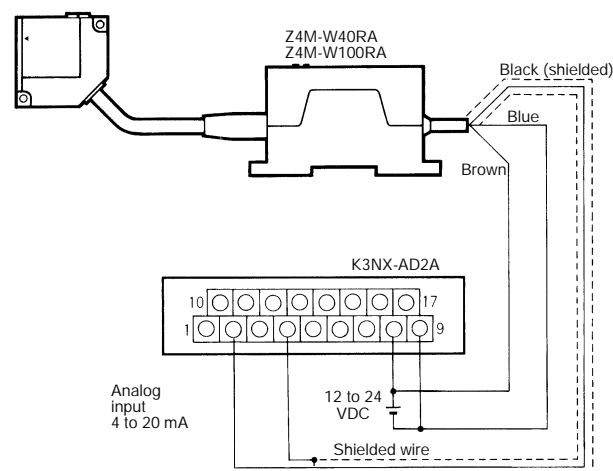 Z4M-W40RA
Z4M-W100RA
Black (shielded)
Blue
Brown
K3NX-AD2A
10
17
1
9
Analog
input
4 to 20 mA
12 to 24
VDC
Shielded wire